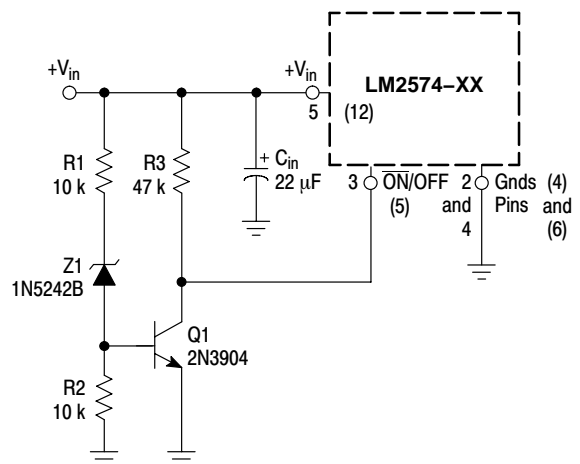 +Vin
+Vin
LM2574–XX
5
(12)
R1
10 k
R3
47 k
+ Cin
22 μF
3
ON/OFF
(5)
2
and
4
Gnds
Pins
(4)
and
(6)
Z1
1N5242B
Q1
2N3904
R2
10 k